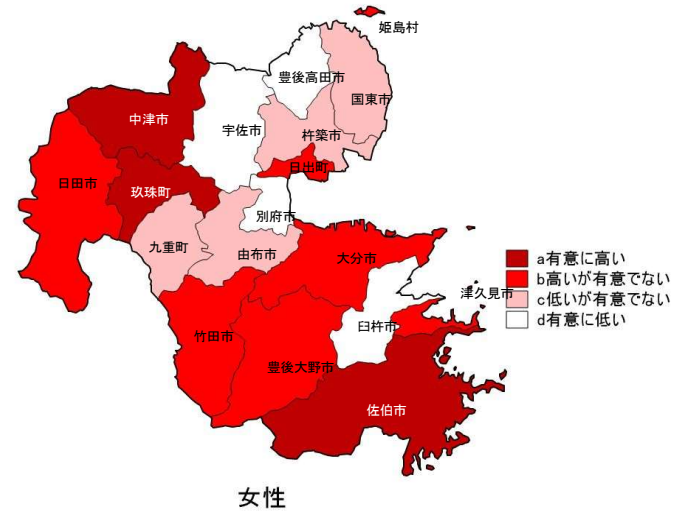 姫島村
豊後高田市
国東市
中津市
宇佐市
杵築市
日出町
日田市
玖珠町
別府市
九重町
由布市
大分市
a有意に高い
b高いが有意でない
c低いが有意でない
d有意に低い
津久見市
臼杵市
竹田市
豊後大野市
佐伯市
女性